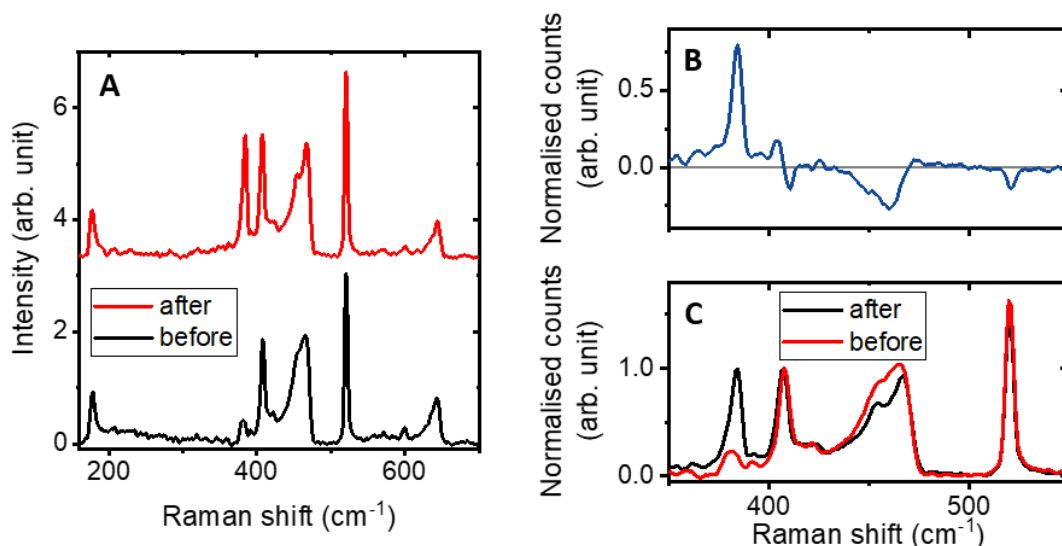 A
Intensity (arb. unit)
6
4
2
0
after
before
200
400
600
Raman shift (cm-1)
B
Normalised counts
(arb. unit)
0.5
0.0
C
Normalised counts
(arb. unit)
1.0
0.0
after
before
400
500
Raman shift (cm-1)